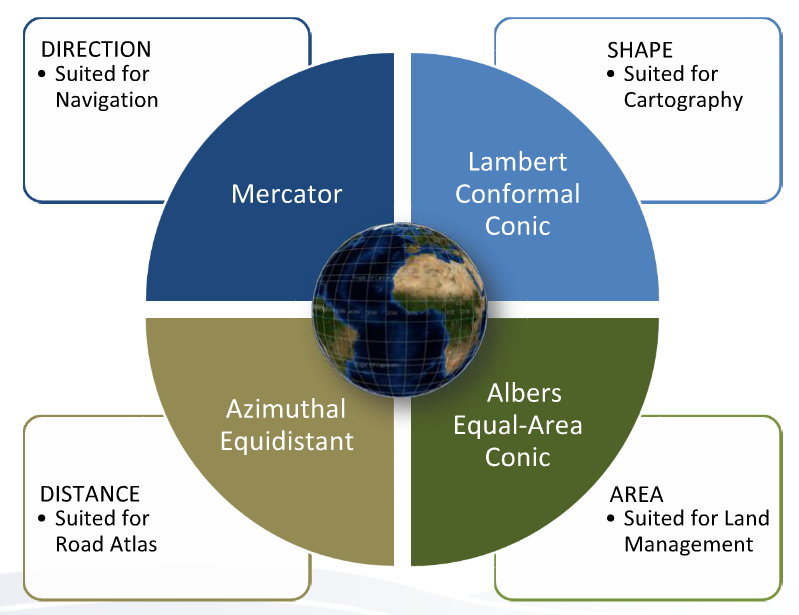 DIRECTION
• Suited for
Navigation
SHAPE
• Suited for
Cartography
Mercator
Lambert
Conformal
Conic
Azimuthal
Equidistant
Albers
Equal-Area
Conic
DISTANCE
• Suited for
Road Atlas
AREA
• Suited for Land
Management